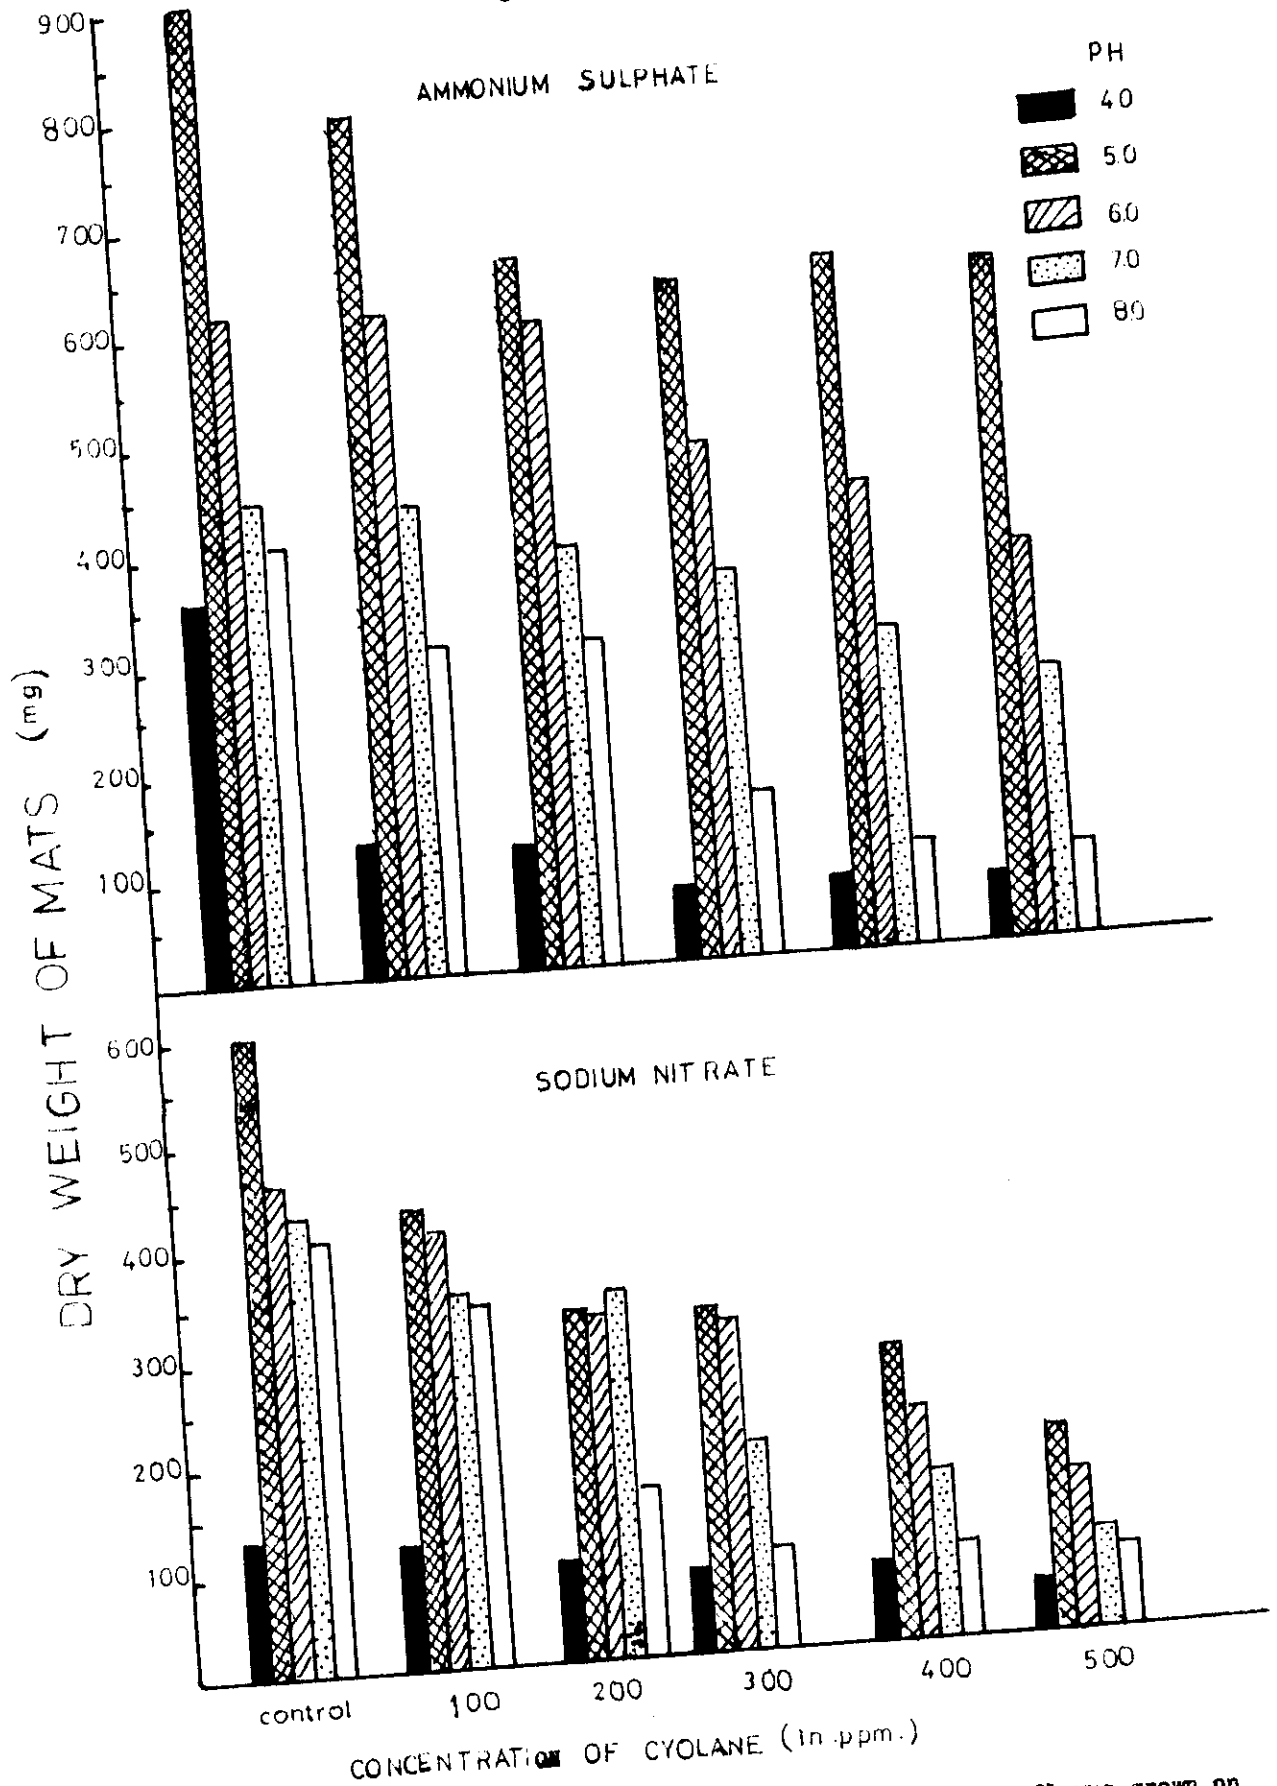 AMMONIUM SULPHATE
PH
4.0
5.0
6.0
7.0
8.0
900
800
700
600
500
400
300
200
100
DRY WEIGHT OF MATS (mg)
SODIUM NITRATE
600
500
400
300
200
100
control 100 200 300 400 500
CONCENTRATION OF CYOLANE (in ppm.)
grown on